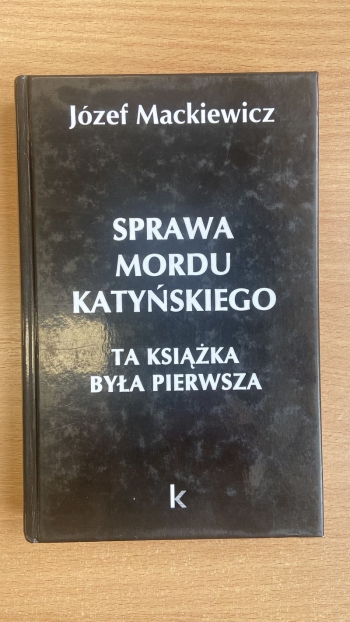 Józef Mackiewicz
SPRAWA
MORDU
KATYŃSKIEGO
TA KSIĄŻKA
BYŁA PIERWSZA
k